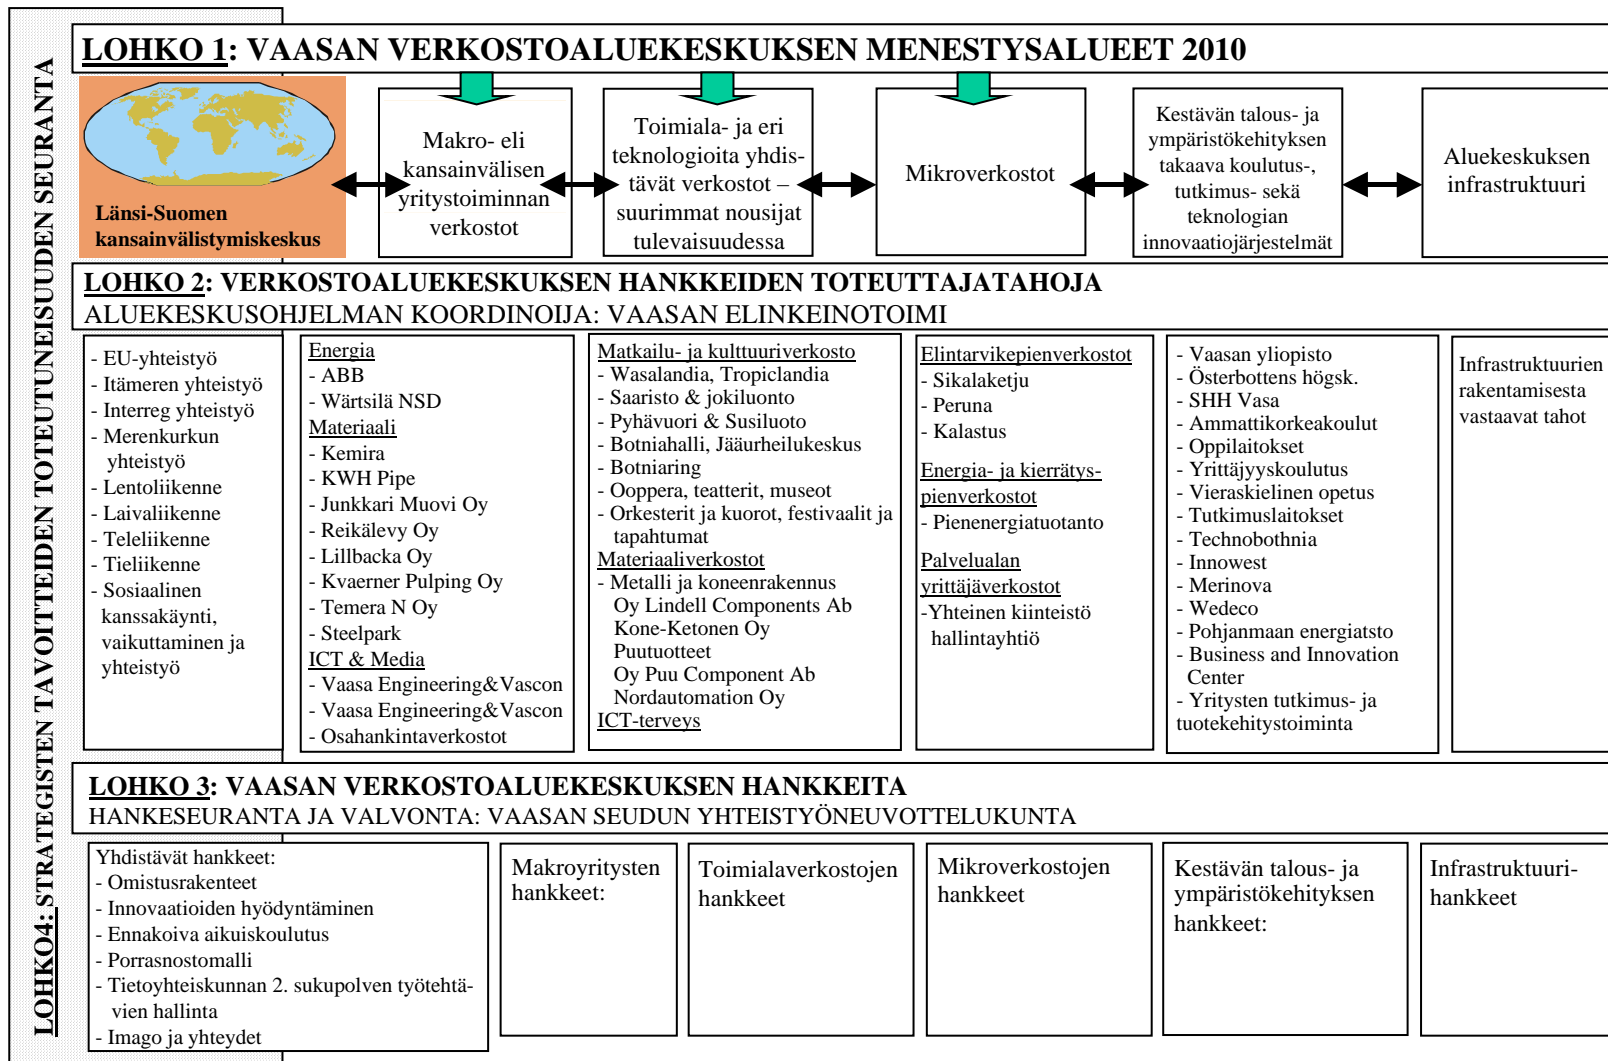 LOHKO4: STRATEGISTEN TAVOITTEIDEN TOTEUTUNEISUUDEN SEURANTA
LOHKO 1: VAASAN VERKOSTOALUEKESKUKSEN MENESTYSALUEET 2010
Länsi-Suomen
kansainvälistymiskeskus
Makro- eli
kansainvälisen
yritystoiminnan
verkostot
Toimiala- ja eri
teknologioita yhdis-
tävät verkostot –
suurimmat nousijat
tulevaisuudessa
Mikroverkostot
Kestävän talous- ja
ympäristökehityksen
takaava koulutus-,
tutkimus- sekä
teknologian
innovaatiojärjestelmät
Aluekeskuksen
infrastruktuuri
LOHKO 2: VERKOSTOALUEKESKUKSEN HANKKEIDEN TOTEUTTAJATAHOJA
ALUEKESKUSOHJELMAN KOORDINOIJA: VAASAN ELINKEINOTOIMI
- EU-yhteistyö
- Itämeren yhteistyö
- Interreg yhteistyö
- Merenkurkun
yhteistyö
- Lentoliikenne
- Laivaliikenne
- Teleliikenne
- Tieliikenne
- Sosiaalinen
kanssakäynti,
vaikuttaminen ja
yhteistyö
Energia
- ABB
- Wärtsilä NSD
Materiaali
- Kemira
- KWH Pipe
- Junkkari Muovi Oy
- Reikälevy Oy
- Lillbacka Oy
- Kvaerner Pulping Oy
- Temera N Oy
- Steelpark
ICT & Media
- Vaasa Engineering&Vascon
- Vaasa Engineering&Vascon
- Osahankintaverkostot
Matkailu- ja kulttuuriverkosto
- Wasalandia, Tropiclandia
- Saaristo & jokiluonto
- Pyhävuori & Susiluoto
- Botniahalli, Jääurheilukeskus
- Botniaring
- Ooppera, teatterit, museot
- Orkesterit ja kuorot, festivaalit ja
tapahtumat
Materiaaliverkostot
- Metalli ja koneenrakennus
Oy Lindell Components Ab
Kone-Ketonen Oy
Puutuotteet
Oy Puu Component Ab
Nordautomation Oy
ICT-terveys
Elintarvikepienverkostot
- Sikalaketju
- Peruna
- Kalastus
Energia- ja kierrätys-
pienverkostot
- Pienenergiatuotanto
Palvelualan
yrittäjäverkostot
-Yhteinen kiinteistö
hallintayhtiö
- Vaasan yliopisto
- Österbottens högsk.
- SHH Vasa
- Ammattikorkeakoulut
- Oppilaitokset
- Yrittäjyyskoulutus
- Vieraskielinen opetus
- Tutkimuslaitokset
- Technobothnia
- Innowest
- Merinova
- Wedeco
- Pohjanmaan energiatsto
- Business and Innovation
Center
- Yritysten tutkimus- ja
tuotekehitystoiminta
Infrastruktuurien
rakentamisesta
vastaavat tahot
LOHKO 3: VAASAN VERKOSTOALUEKESKUKSEN HANKKEITA
HANKESEURANTA JA VALVONTA: VAASAN SEUDUN YHTEISTYÖNEUVOTTELUKUNTA
Yhdistävät hankkeet:
- Omistusrakenteet
- Innovaatioiden hyödyntäminen
- Ennakoiva aikuiskoulutus
- Porrasnostomalli
- Tietoyhteiskunnan 2. sukupolven työtehtä-
vien hallinta
- Imago ja yhteydet
Makroyritysten
hankkeet:
Toimialaverkostojen
hankkeet
Mikroverkostojen
hankkeet
Kestävän talous- ja
ympäristökehityksen
hankkeet:
Infrastruktuuri-
hankkeet